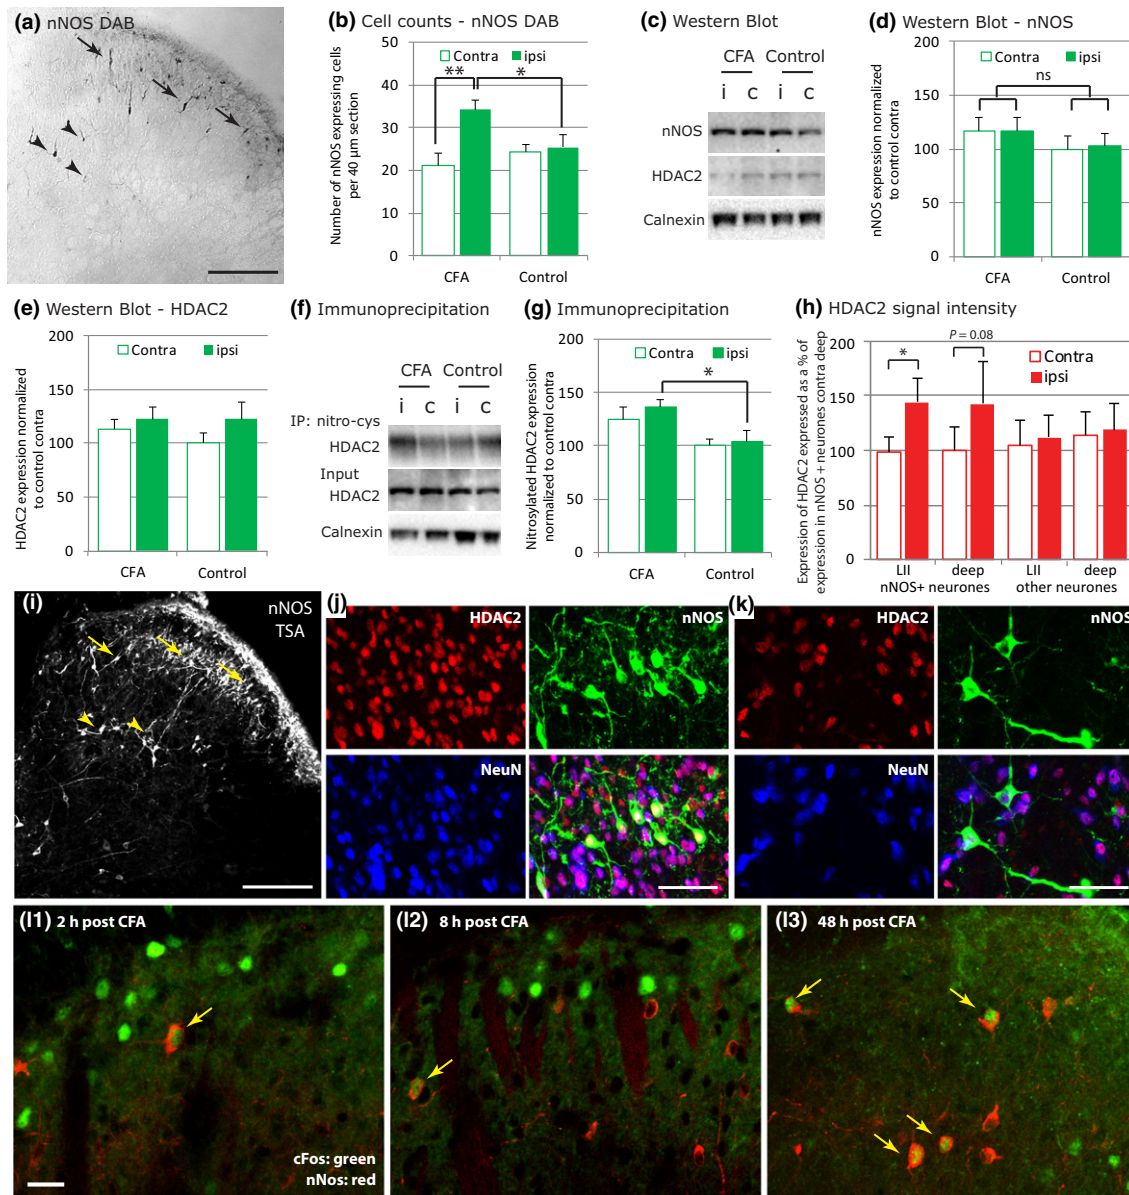 (a) nNOS DAB
(b) Cell counts - nNOS DAB
Number of nNOS expressing cells
per 40 µm section
50
40
30
20
10
0
Contra
ipsi
**
*
CFA
Control
(c) Western Blot
CFA Control
i c i c
nNOS
HDAC2
Calnexin
(d) Western Blot - nNOS
nNOS expression normalized
to control contra
200
150
100
50
0
Contra
ipsi
ns
CFA
Control
(e) Western Blot - HDAC2
HDAC2 expression normalized
to control contra
200
150
100
50
0
Contra
ipsi
CFA
Control
(f) Immunoprecipitation
CFA Control
i c i c
IP: nitro-cys
HDAC2
Input
HDAC2
Calnexin
(g) Immunoprecipitation
Nitrosylated HDAC2 expression
normalized to control contra
200
150
100
50
0
Contra
ipsi
*
CFA
Control
(h) HDAC2 signal intensity
Expression of HDAC2 expressed as a % of
expression in nNOS + neurones contra deep
200
150
100
50
0
*
P = 0.08
Contra
ipsi
LII deep LII deep
nNOS+ neurones other neurones
(i)
nNOS
TSA
(j)
HDAC2
nNOS
NeuN
(k)
HDAC2
nNOS
NeuN
(l1) 2 h post CFA
cFos: green
nNos: red
(l2) 8 h post CFA
(l3) 48 h post CFA